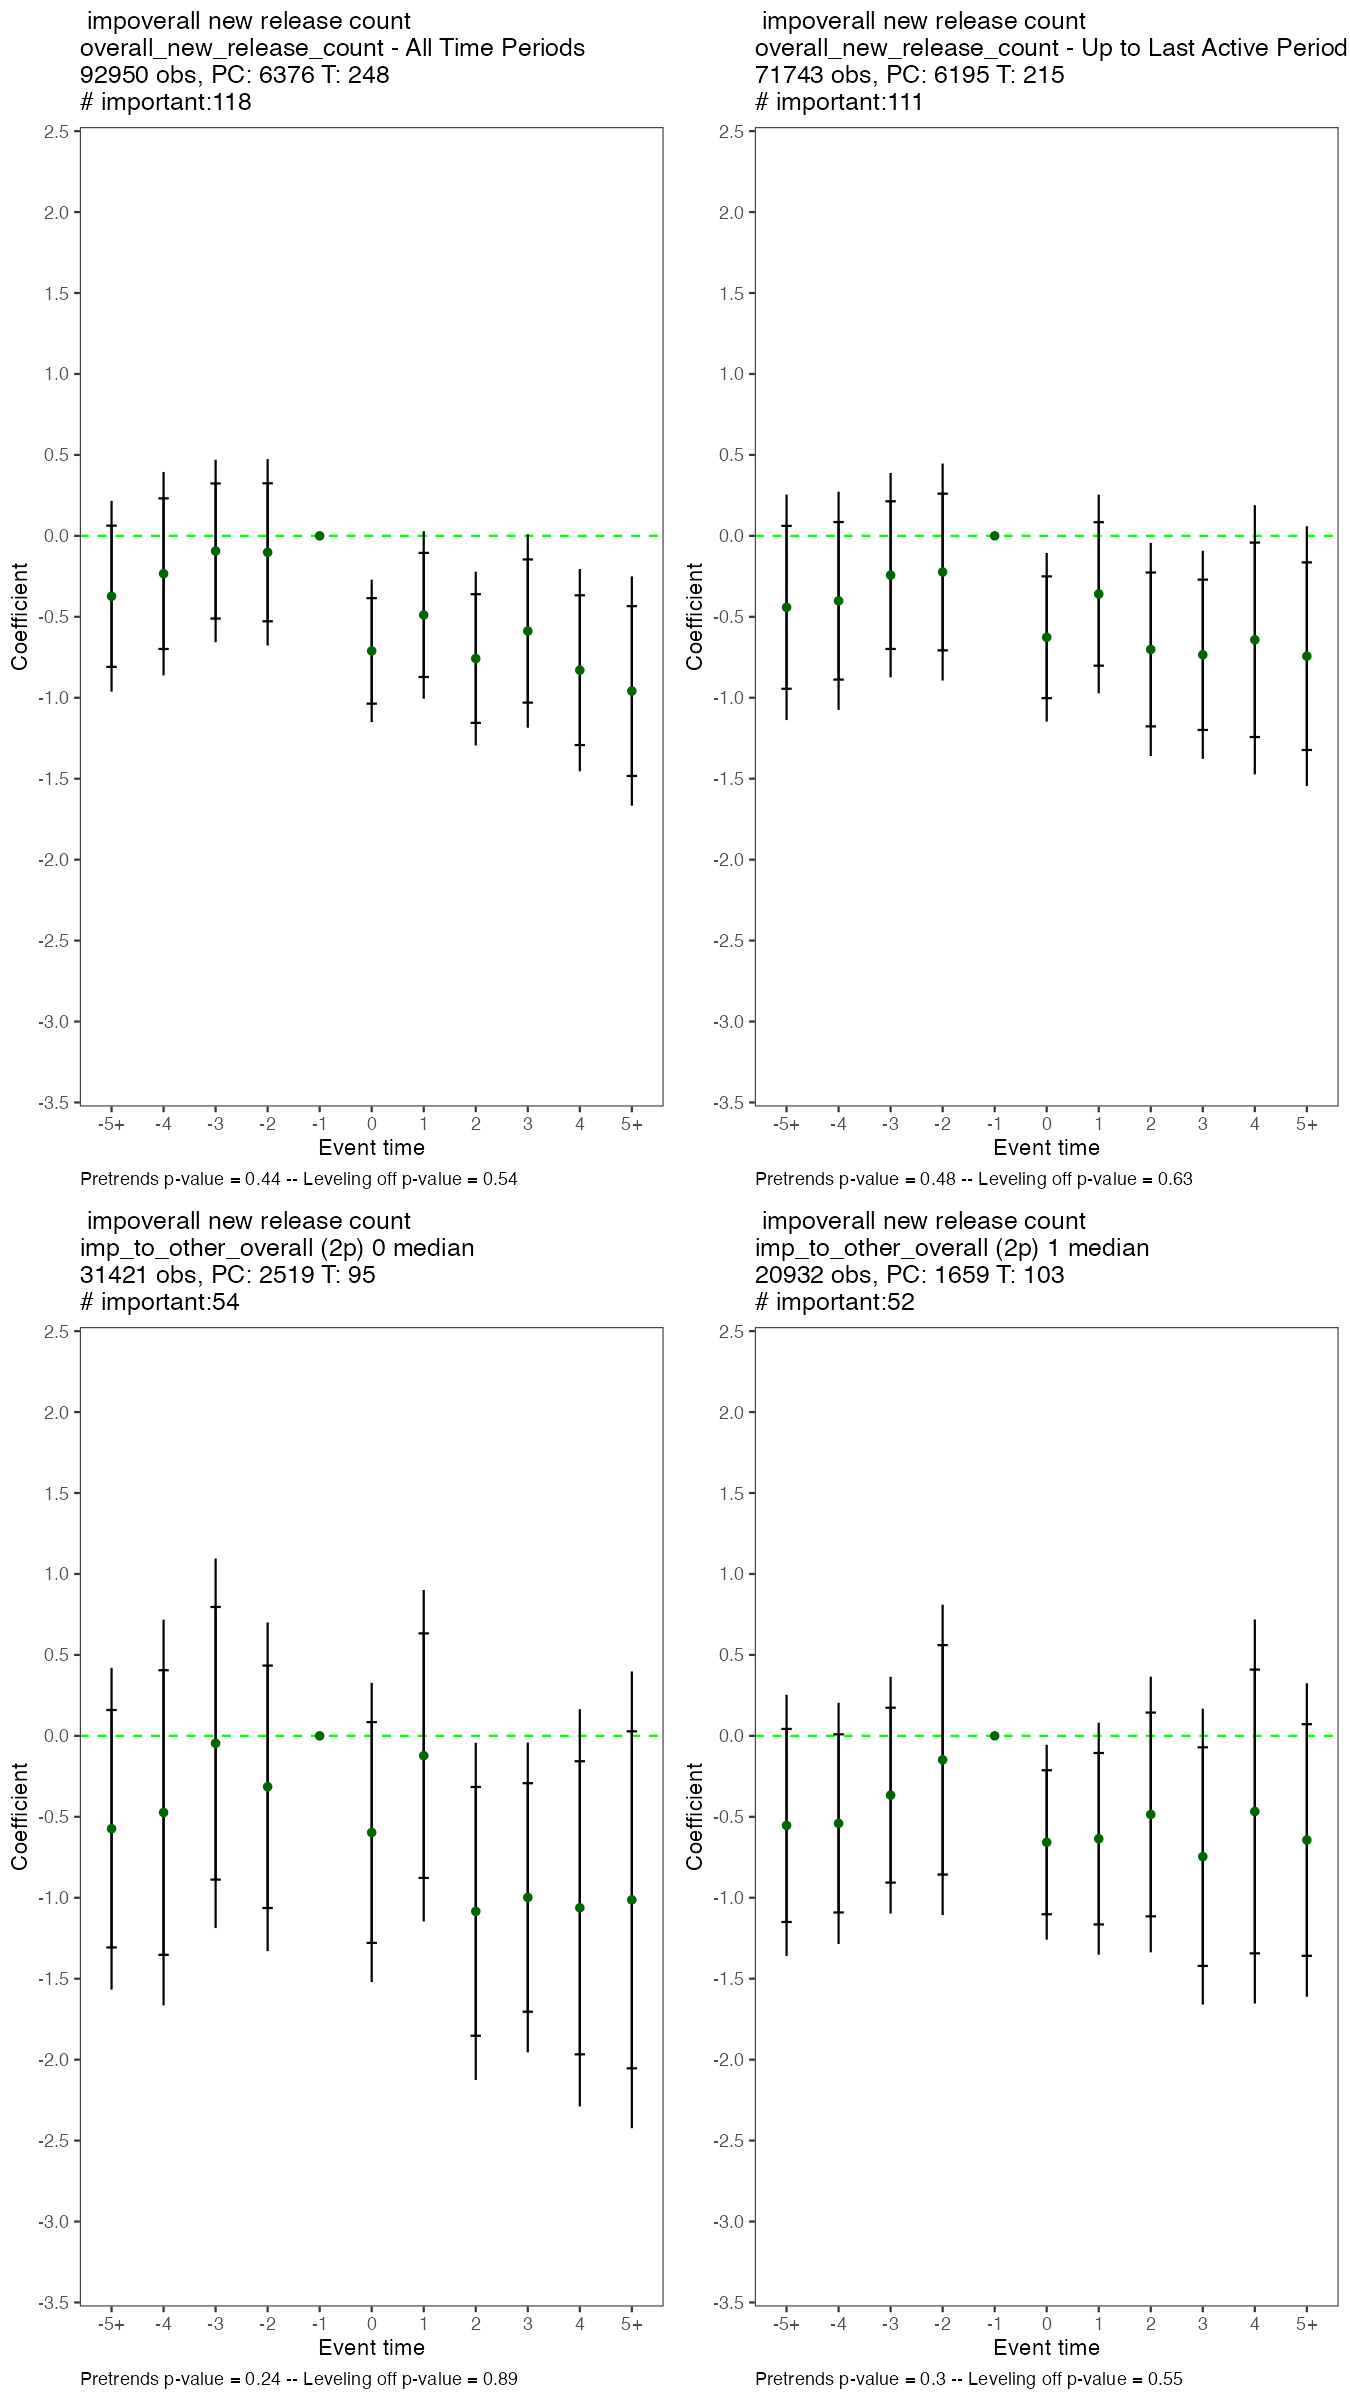 impoverall new release count
overall_new_release_count - All Time Periods
92950 obs, PC: 6376 T: 248
# important:118
2.5
2.0
1.5
1.0
0.5
0.0
-0.5
-1.0
-1.5
-2.0
-2.5
-3.0
-3.5
Coefficient
-5+ -4 -3 -2 -1 0 1 2 3 4 5+
Event time
Pretrends p-value = 0.44 -- Leveling off p-value = 0.54
impoverall new release count
overall_new_release_count - Up to Last Active Period
71743 obs, PC: 6195 T: 215
# important:111
2.5
2.0
1.5
1.0
0.5
0.0
-0.5
-1.0
-1.5
-2.0
-2.5
-3.0
-3.5
Coefficient
-5+ -4 -3 -2 -1 0 1 2 3 4 5+
Event time
Pretrends p-value = 0.48 -- Leveling off p-value = 0.63
impoverall new release count
imp_to_other_overall (2p) 0 median
31421 obs, PC: 2519 T: 95
# important:54
2.5
2.0
1.5
1.0
0.5
0.0
-0.5
-1.0
-1.5
-2.0
-2.5
-3.0
-3.5
Coefficient
-5+ -4 -3 -2 -1 0 1 2 3 4 5+
Event time
Pretrends p-value = 0.24 -- Leveling off p-value = 0.89
impoverall new release count
imp_to_other_overall (2p) 1 median
20932 obs, PC: 1659 T: 103
# important:52
2.5
2.0
1.5
1.0
0.5
0.0
-0.5
-1.0
-1.5
-2.0
-2.5
-3.0
-3.5
Coefficient
-5+ -4 -3 -2 -1 0 1 2 3 4 5+
Event time
Pretrends p-value = 0.3 -- Leveling off p-value = 0.55